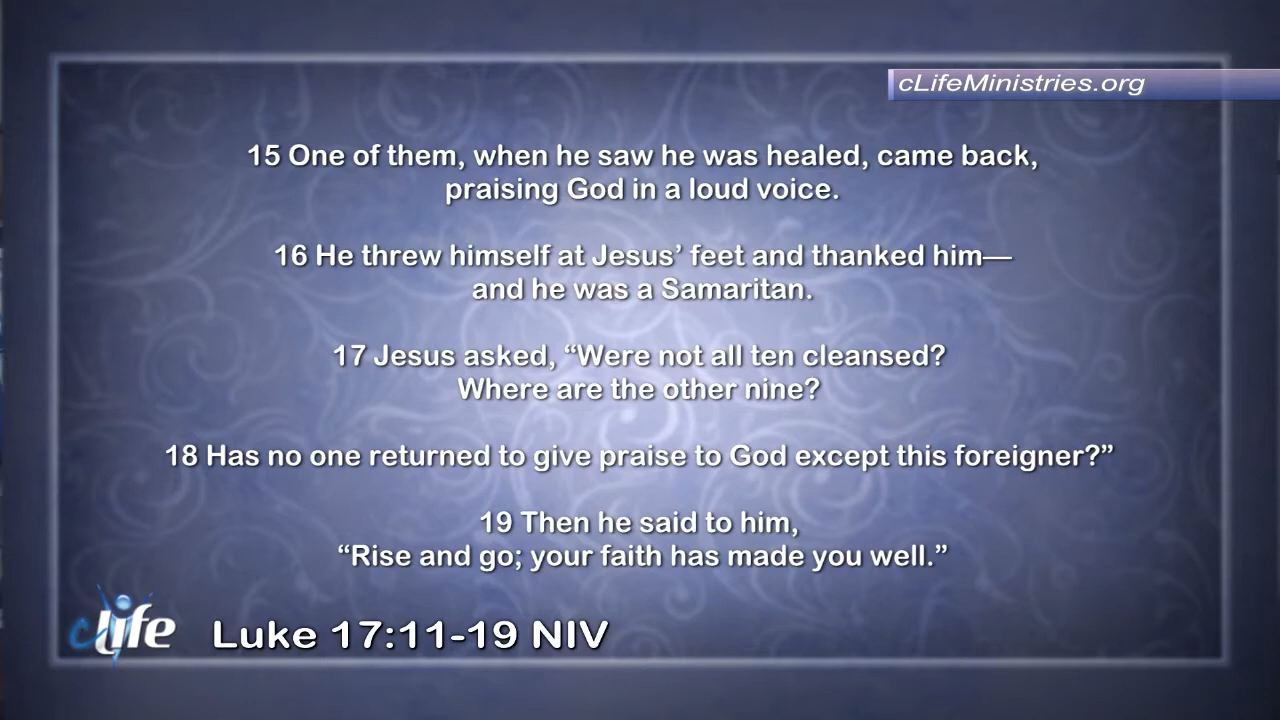 cLifeMinistries.org
15 One of them, when he saw he was healed, came back,
praising God in a loud voice.
16 He threw himself at Jesus’ feet and thanked him—
and he was a Samaritan.
17 Jesus asked, “Were not all ten cleansed?
Where are the other nine?
18 Has no one returned to give praise to God except this foreigner?”
19 Then he said to him,
“Rise and go; your faith has made you well.”
cLife
Luke 17:11-19 NIV